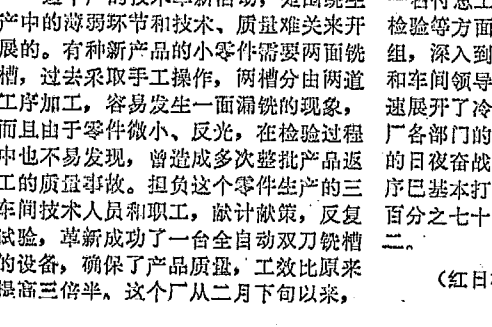 这个厂的技术革新活动，是围绕生
产中的薄弱环节和技术、质量难关来开
展的。有种新产品的小零件需要两面铣
槽，过去采取手工操作，两槽分由两道
工序加工，容易发生一面漏铣的现象，
而且由于零件微小、反光，在检验过程
中也不易发现，曾造成多次整批产品返
工的质量事故。担负这个零件生产的三
车间技术人员和职工，献计献策，反复
试验，革新成功了一台全自动双刀铣槽
的设备，确保了产品质量，工效比原来
提高三倍半。这个厂从二月下旬以来，
检验等方面
组，深入到
和车间领导
速展开了冷
厂各部门的
的日夜奋战
序已基本打
百分之七十
二。
（红日